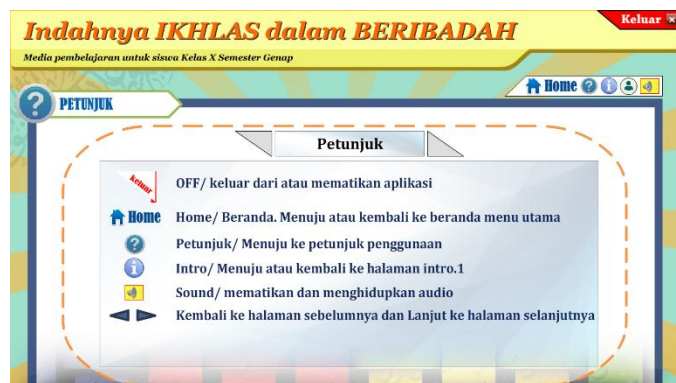 Indahnya IKHLAS dalam BERIBADAH
Keluar
Media pembelajaran untuk siswa Kelas X Semester Genap
Home
PETUNJUK
Petunjuk
keluar OFF/ keluar dari atau mematikan aplikasi
Home Home/ Beranda. Menuju atau kembali ke beranda menu utama
? Petunjuk/ Menuju ke petunjuk penggunaan
i Intro/ Menuju atau kembali ke halaman intro.1
Sound/ mematikan dan menghidupkan audio
Kembali ke halaman sebelumnya dan Lanjut ke halaman selanjutnya